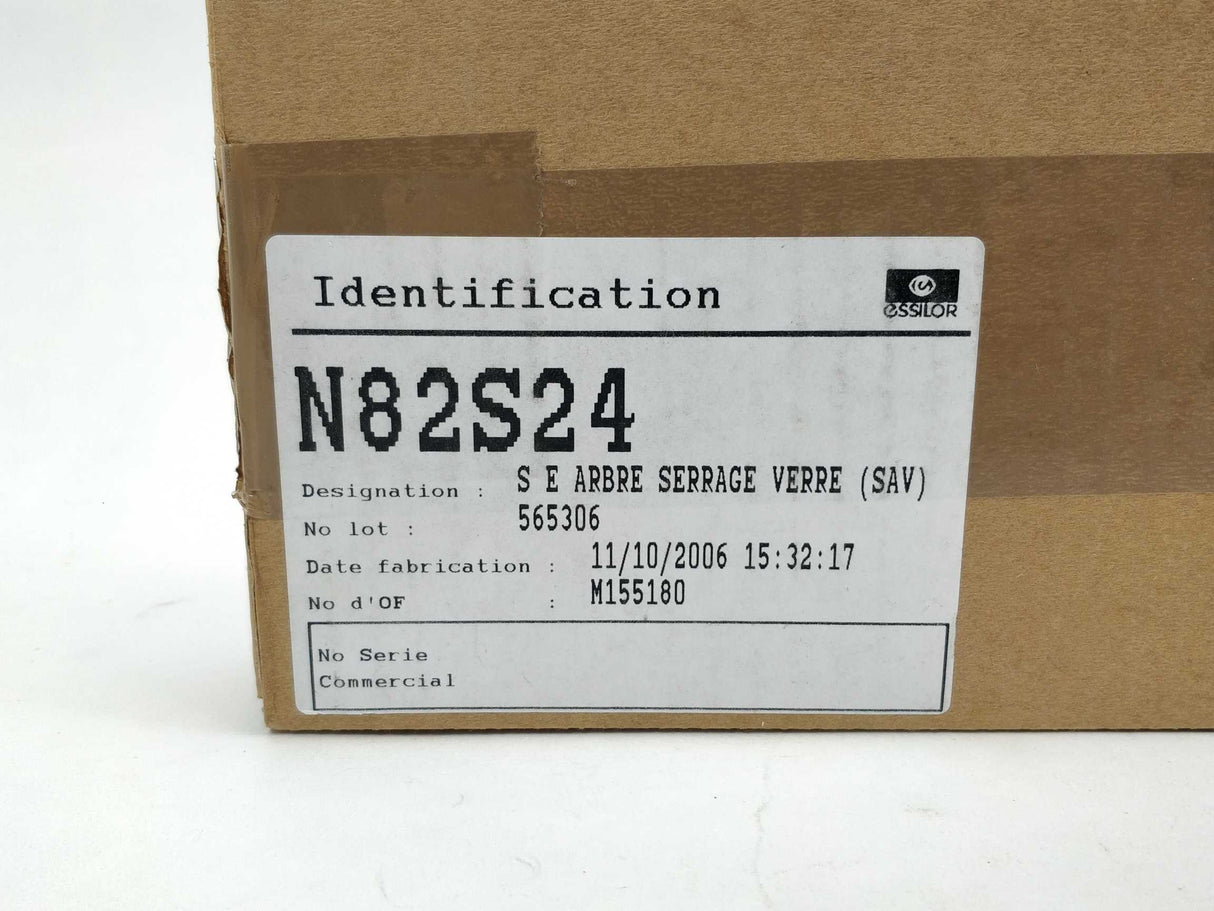 Identification
essilor
N82S24
Designation : S E ARBRE SERRAGE VERRE (SAV)
No lot : 565306
Date fabrication : 11/10/2006 15:32:17
No d'OF : M155180
No Serie
Commercial